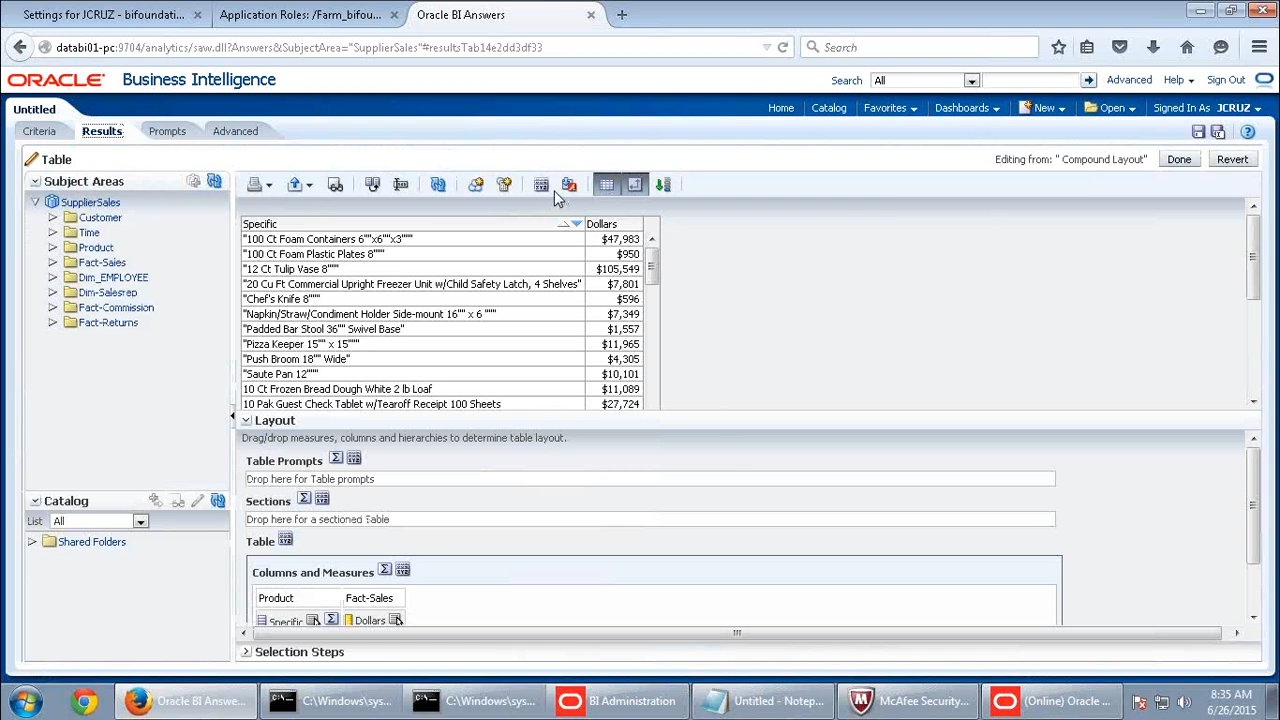 Settings for JCRUZ - bifoundati...
Application Roles: /Farm_bifou...
Oracle BI Answers
databi01-pc:9704/analytics/saw.dll?Answers&SubjectArea="SupplierSales"#resultsTab14e2dd3df33
Search
ORACLE Business Intelligence
Search All Advanced Help Sign Out
Untitled
Home Catalog Favorites Dashboards New Open Signed In As JCRUZ
Criteria Results Prompts Advanced
Table
Editing from: " Compound Layout"
Done Revert
Subject Areas
SupplierSales
Customer
Time
Product
Fact-Sales
Dim_EMPLOYEE
Dim-Salesrep
Fact-Commission
Fact-Returns
Catalog
List All
Shared Folders
Specific Dollars
"100 Ct Foam Containers 6""x6""x3""" $47,983
"100 Ct Foam Plastic Plates 8""" $950
"12 Ct Tulip Vase 8""" $105,549
"20 Cu Ft Commercial Upright Freezer Unit w/Child Safety Latch, 4 Shelves" $7,801
"Chef's Knife 8""" $596
"Napkin/Straw/Condiment Holder Side-mount 16"" x 6 """ $7,349
"Padded Bar Stool 36"" Swivel Base" $1,557
"Pizza Keeper 15"" x 15""" $11,965
"Push Broom 18"" Wide" $4,305
"Saute Pan 12""" $10,101
10 Ct Frozen Bread Dough White 2 lb Loaf $11,089
10 Pak Guest Check Tablet w/Tearoff Receipt 100 Sheets $27,724
Layout
Drag/drop measures, columns and hierarchies to determine table layout.
Table Prompts
Drop here for Table prompts
Sections
Drop here for a sectioned Table
Table
Columns and Measures
Product Fact-Sales
Specific Dollars
Selection Steps
Oracle BI Answe...
C:\Windows\sys...
C:\Windows\sys...
BI Administration
Untitled - Notep...
McAfee Security...
(Online) Oracle ...
8:35 AM
6/26/2015